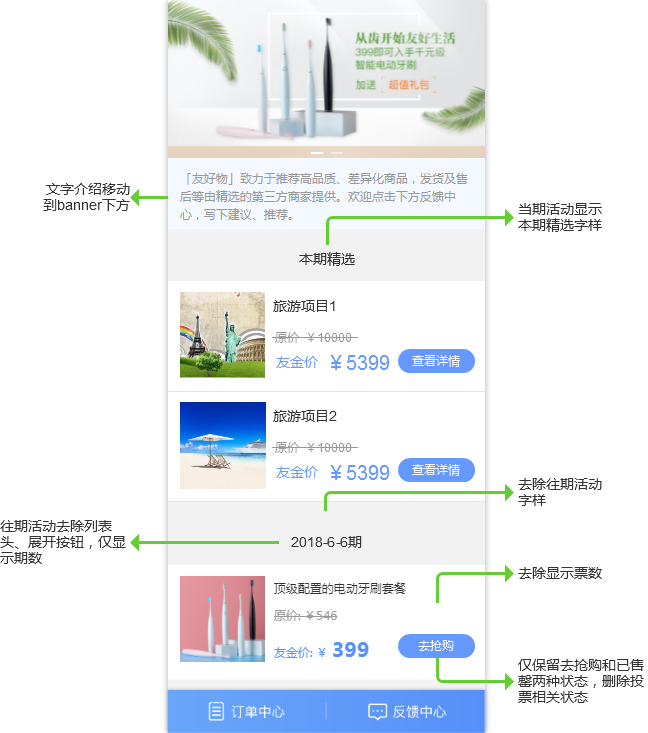 从齿开始友好生活
399即可入手千元级
智能电动牙刷
加送 超值礼包
文字介绍移动
到banner下方
「友好物」致力于推荐高品质、差异化商品，发货及售
后等由精选的第三方商家提供。欢迎点击下方反馈中
心，写下建议、推荐。
当期活动显示
本期精选字样
本期精选
旅游项目1
原价 ￥10000
友金价 ￥5399 查看详情
旅游项目2
原价 ￥10000
友金价 ￥5399 查看详情
去除往期活动
字样
往期活动去除列表
头、展开按钮，仅显
示期数
2018-6-6期
去除显示票数
顶级配置的电动牙刷套餐
原价: ￥546
友金价: ￥ 399 去抢购
仅保留去抢购和已售
罄两种状态，删除投
票相关状态
订单中心 反馈中心